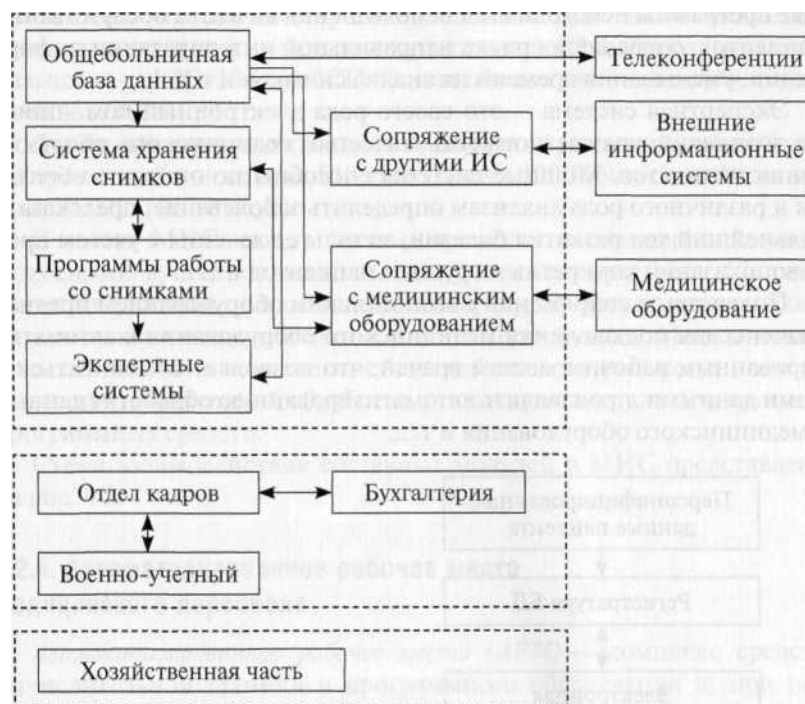 Общебольничная
база данных
Телеконференции
Система хранения
снимков
Сопряжение
с другими ИС
Внешние
информационные
системы
Программы работы
со снимками
Сопряжение
с медицинским
оборудованием
Медицинское
оборудование
Экспертные
системы
Отдел кадров
Бухгалтерия
Военно-учетный
Хозяйственная часть